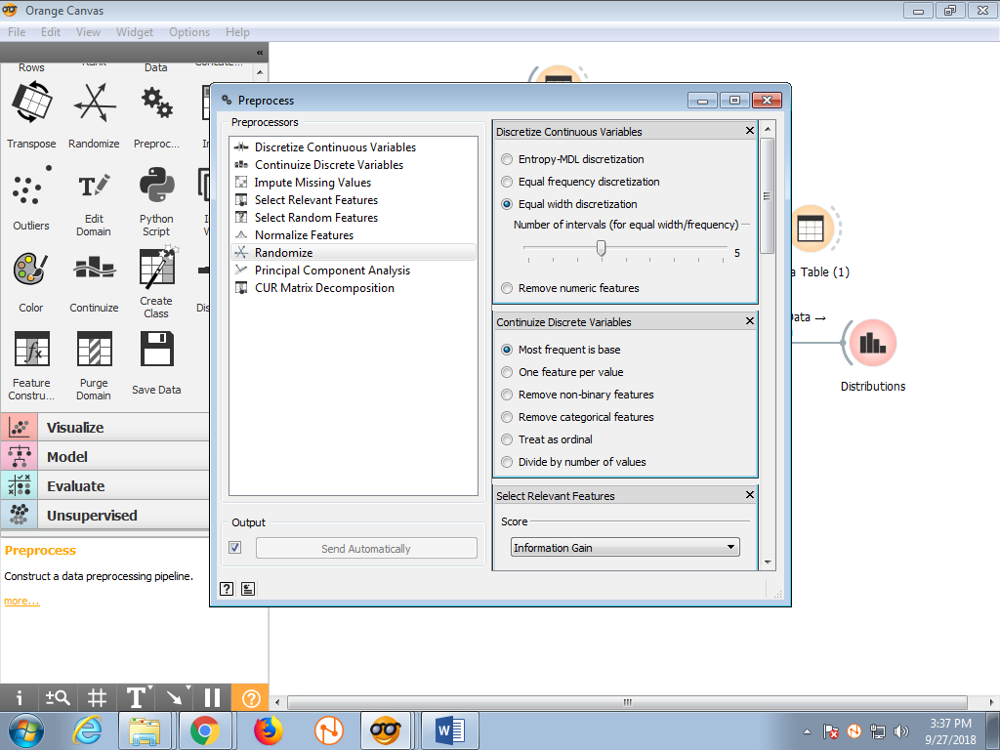 Orange Canvas
File Edit View Widget Options Help
Rows Data
Transpose Randomize Preproc...
Outliers Edit Domain Python Script
Color Continuize Create Class
Feature Constru... Purge Domain Save Data
Visualize
Model
Evaluate
Unsupervised
Preprocess
Construct a data preprocessing pipeline.
more...
Preprocess
Preprocessors
Discretize Continuous Variables
Continuize Discrete Variables
Impute Missing Values
Select Relevant Features
Select Random Features
Normalize Features
Randomize
Principal Component Analysis
CUR Matrix Decomposition
Output
Send Automatically
Discretize Continuous Variables
Entropy-MDL discretization
Equal frequency discretization
Equal width discretization
Number of intervals (for equal width/frequency)
5
Remove numeric features
Continuize Discrete Variables
Most frequent is base
One feature per value
Remove non-binary features
Remove categorical features
Treat as ordinal
Divide by number of values
Select Relevant Features
Score
Information Gain
a Table (1)
Data →
Distributions
3:37 PM
9/27/2018